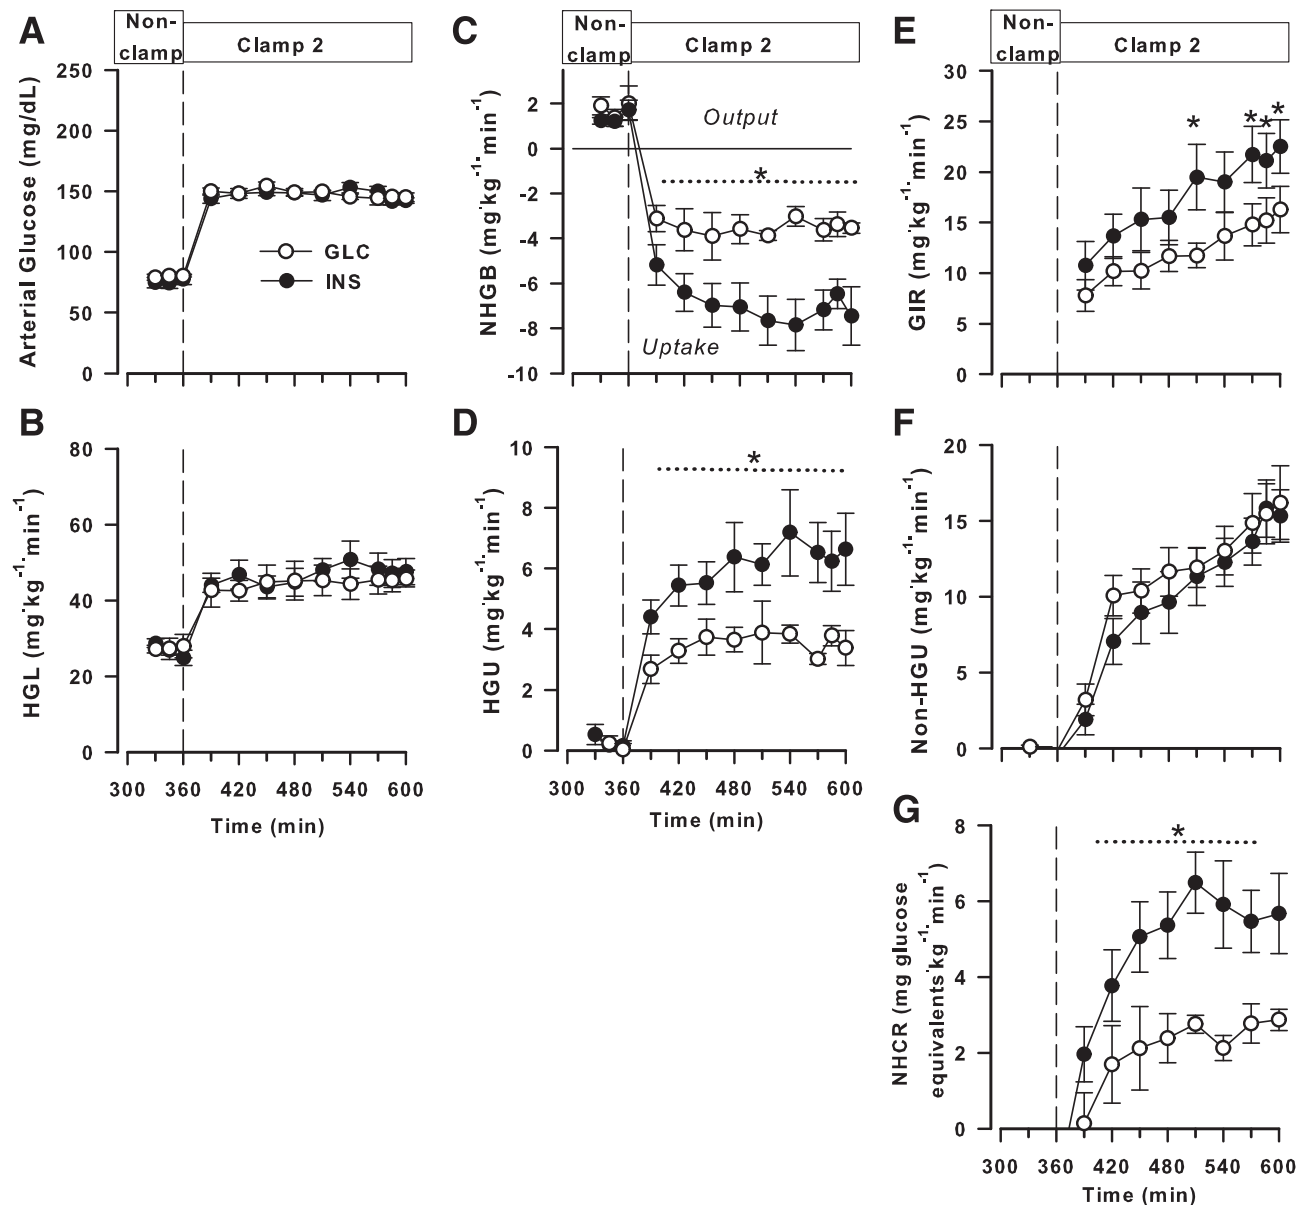 A
Non-
clamp
Clamp 2
250
200
150
100
50
0
Arterial Glucose (mg/dL)
GLC
INS
B
80
60
40
20
0
HGL (mg·kg⁻¹·min⁻¹)
300 360 420 480 540 600
Time (min)
C
Non-
clamp
Clamp 2
2
0
-2
-4
-6
-8
-10
NHGB (mg·kg⁻¹·min⁻¹)
Output
*
Uptake
D
10
8
6
4
2
0
HGU (mg·kg⁻¹·min⁻¹)
*
300 360 420 480 540 600
Time (min)
E
Non-
clamp
Clamp 2
30
25
20
15
10
5
0
GIR (mg·kg⁻¹·min⁻¹)
* * * *
F
20
15
10
5
0
Non-HGU (mg·kg⁻¹·min⁻¹)
G
8
6
4
2
0
NHCR (mg glucose
equivalents·kg⁻¹·min⁻¹)
*
300 360 420 480 540 600
Time (min)